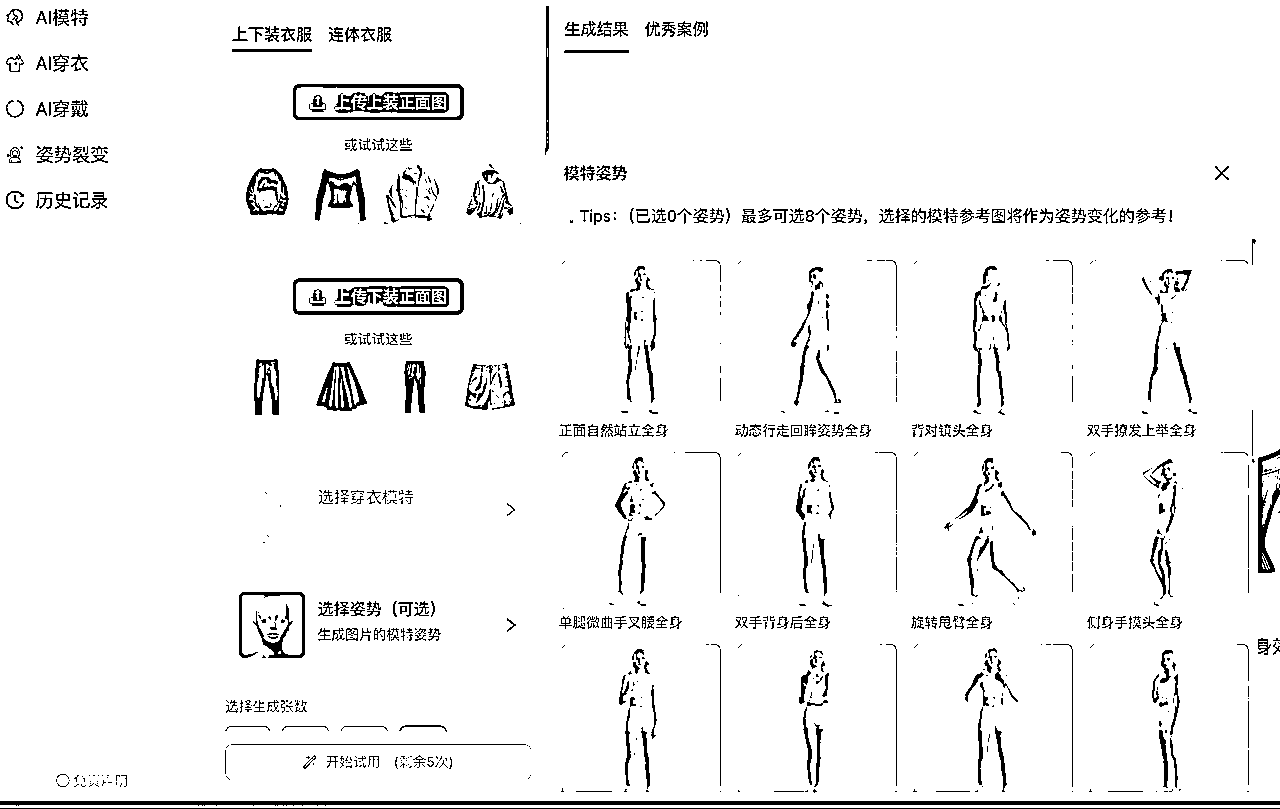 AI模特
AI穿衣
AI穿戴
姿势裂变
历史记录
上下装衣服 连体衣服
上传上装正面图
或试试这些
上传下装正面图
或试试这些
选择穿衣模特
选择姿势（可选）
生成图片的模特姿势
选择生成张数
开始试用 （剩余5次）
免责声明
生成结果 优秀案例
模特姿势
Tips：（已选0个姿势）最多可选8个姿势，选择的模特参考图将作为姿势变化的参考！
正面自然站立全身
动态行走回眸姿势全身
背对镜头全身
双手撩发上举全身
单腿微曲手叉腰全身
双手背身后全身
旋转甩臂全身
侧身手摸头全身